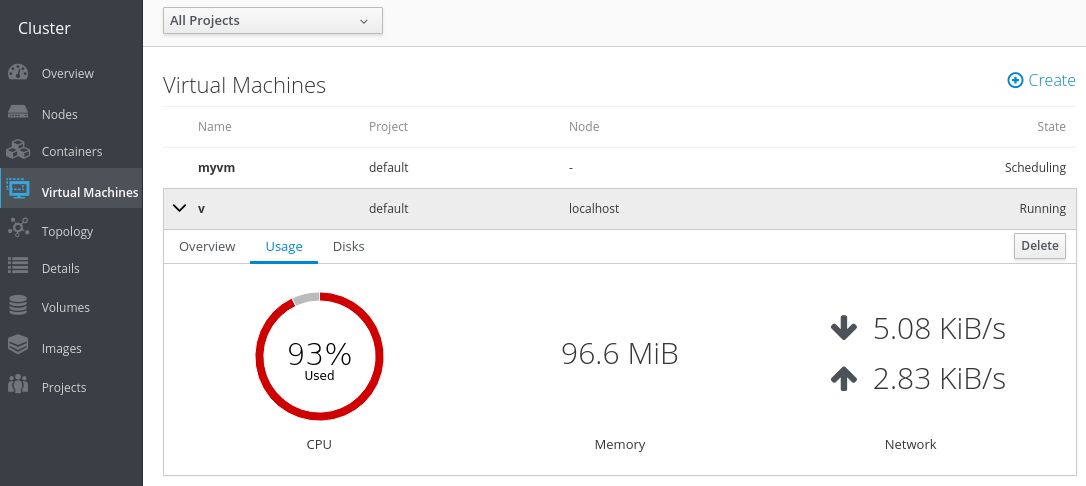 Cluster
Overview
Nodes
Containers
Virtual Machines
Topology
Details
Volumes
Images
Projects
All Projects
Virtual Machines
Create
Name Project Node State
myvm default - Scheduling
v default localhost Running
Overview Usage Disks Delete
93%
Used
CPU
96.6 MiB
Memory
5.08 KiB/s
2.83 KiB/s
Network